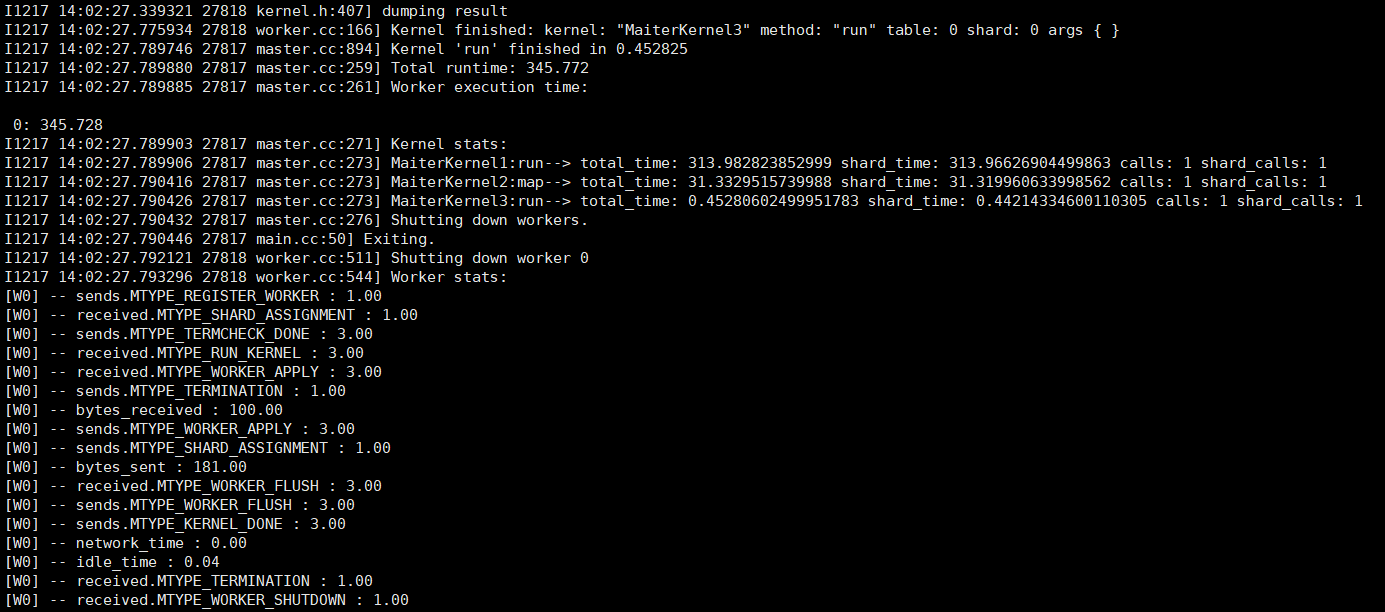 I1217 14:02:27.339321 27818 kernel.h:407] dumping result
I1217 14:02:27.775934 27818 worker.cc:166] Kernel finished: kernel: "MaiterKernel3" method: "run" table: 0 shard: 0 args { }
I1217 14:02:27.789746 27817 master.cc:894] Kernel 'run' finished in 0.452825
I1217 14:02:27.789880 27817 master.cc:259] Total runtime: 345.772
I1217 14:02:27.789885 27817 master.cc:261] Worker execution time:
0: 345.728
I1217 14:02:27.789903 27817 master.cc:271] Kernel stats:
I1217 14:02:27.789906 27817 master.cc:273] MaiterKernel1:run--> total_time: 313.982823852999 shard_time: 313.96626904499863 calls: 1 shard_calls: 1
I1217 14:02:27.790416 27817 master.cc:273] MaiterKernel2:map--> total_time: 31.3329515739988 shard_time: 31.319960633998562 calls: 1 shard_calls: 1
I1217 14:02:27.790426 27817 master.cc:273] MaiterKernel3:run--> total_time: 0.45280602499951783 shard_time: 0.44214334600110305 calls: 1 shard_calls: 1
I1217 14:02:27.790432 27817 master.cc:276] Shutting down workers.
I1217 14:02:27.790446 27817 main.cc:50] Exiting.
I1217 14:02:27.792121 27818 worker.cc:511] Shutting down worker 0
I1217 14:02:27.793296 27818 worker.cc:544] Worker stats:
[W0] -- sends.MTYPE_REGISTER_WORKER : 1.00
[W0] -- received.MTYPE_SHARD_ASSIGNMENT : 1.00
[W0] -- sends.MTYPE_TERMCHECK_DONE : 3.00
[W0] -- received.MTYPE_RUN_KERNEL : 3.00
[W0] -- received.MTYPE_WORKER_APPLY : 3.00
[W0] -- sends.MTYPE_TERMINATION : 1.00
[W0] -- bytes_received : 100.00
[W0] -- sends.MTYPE_WORKER_APPLY : 3.00
[W0] -- sends.MTYPE_SHARD_ASSIGNMENT : 1.00
[W0] -- bytes_sent : 181.00
[W0] -- received.MTYPE_WORKER_FLUSH : 3.00
[W0] -- sends.MTYPE_WORKER_FLUSH : 3.00
[W0] -- sends.MTYPE_KERNEL_DONE : 3.00
[W0] -- network_time : 0.00
[W0] -- idle_time : 0.04
[W0] -- received.MTYPE_TERMINATION : 1.00
[W0] -- received.MTYPE_WORKER_SHUTDOWN : 1.00